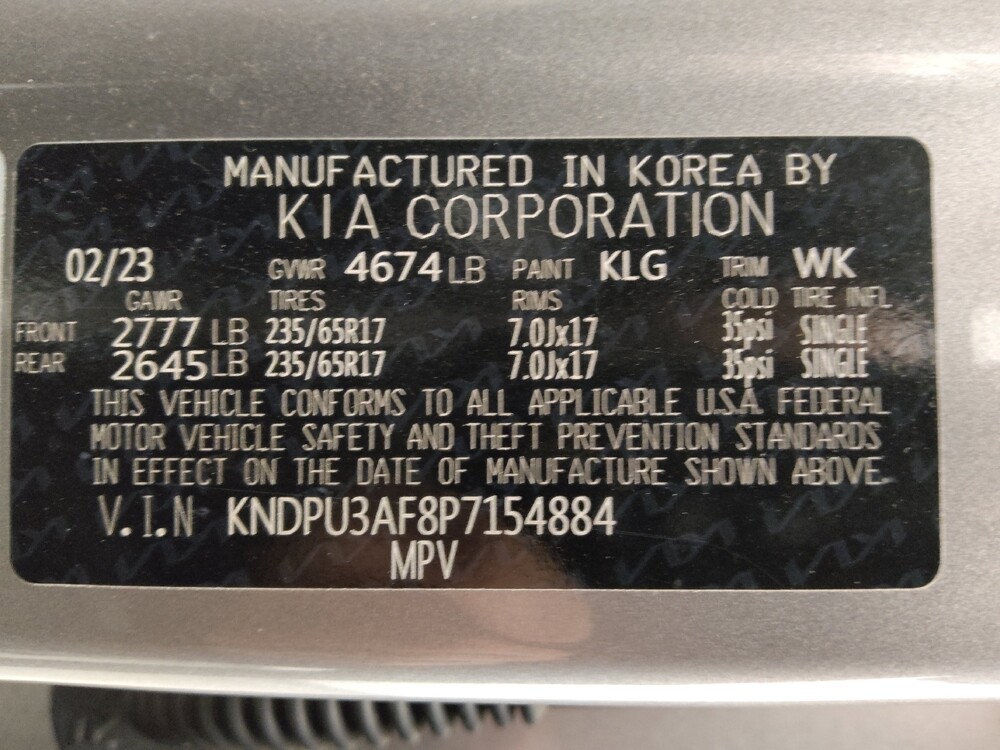 MANUFACTURED IN KOREA BY
KIA CORPORATION
02/23 GVWR 4674 LB PAINT KLG TRIM WK
GAWR TIRES RIMS COLD TIRE INFL
FRONT 2777 LB 235/65R17 7.0Jx17 35psi SINGLE
REAR 2645 LB 235/65R17 7.0Jx17 35psi SINGLE
THIS VEHICLE CONFORMS TO ALL APPLICABLE U.S.A. FEDERAL
MOTOR VEHICLE SAFETY AND THEFT PREVENTION STANDARDS
IN EFFECT ON THE DATE OF MANUFACTURE SHOWN ABOVE.
V.I.N KNDPU3AF8P7154884
MPV